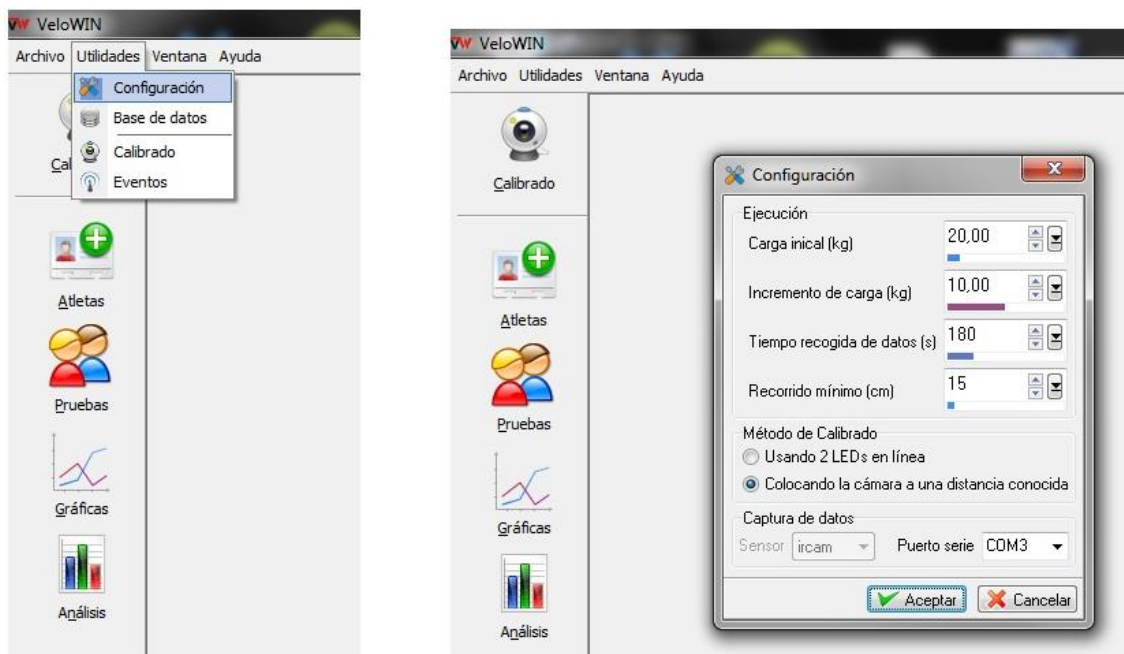 VeloWIN
Archivo Utilidades Ventana Ayuda
Configuración
Base de datos
Calibrado
Eventos
Cal
Atletas
Pruebas
Gráficas
Análisis
VeloWIN
Archivo Utilidades Ventana Ayuda
Calibrado
Atletas
Pruebas
Gráficas
Análisis
Configuración
Ejecución
Carga inical (kg) 20,00
Incremento de carga (kg) 10,00
Tiempo recogida de datos (s) 180
Recorrido mínimo (cm) 15
Método de Calibrado
Usando 2 LEDs en línea
Colocando la cámara a una distancia conocida
Captura de datos
Sensor ircam Puerto serie COM3
Aceptar Cancelar